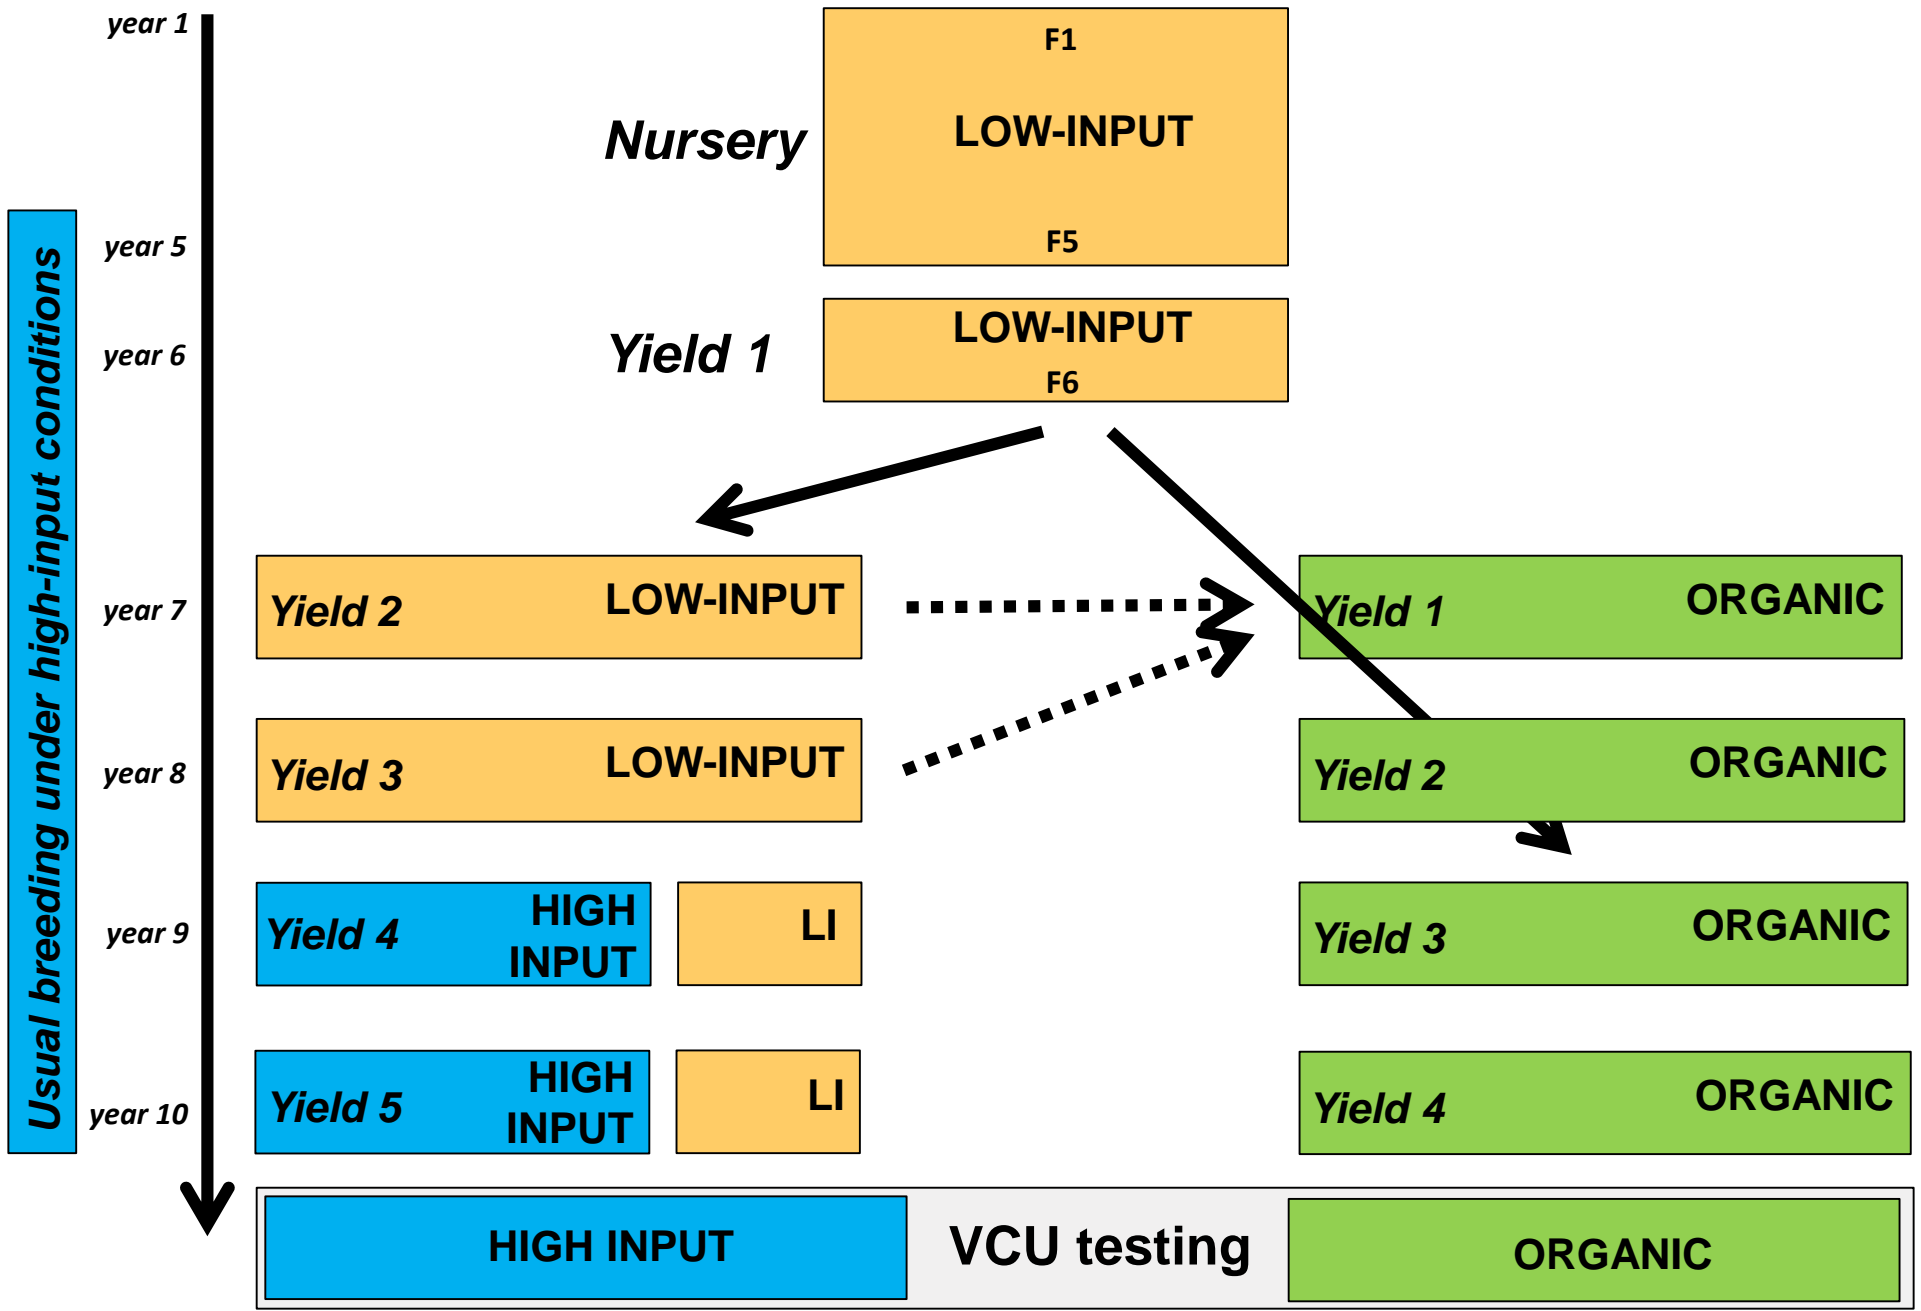 year 1
F1
Nursery
LOW-INPUT
year 5
F5
Usual breeding under high-input conditions
year 6
Yield 1
LOW-INPUT
F6
year 7
Yield 2
LOW-INPUT
Yield 1
ORGANIC
year 8
Yield 3
LOW-INPUT
Yield 2
ORGANIC
year 9
Yield 4
HIGH
INPUT
LI
Yield 3
ORGANIC
year 10
Yield 5
HIGH
INPUT
LI
Yield 4
ORGANIC
HIGH INPUT
VCU testing
ORGANIC